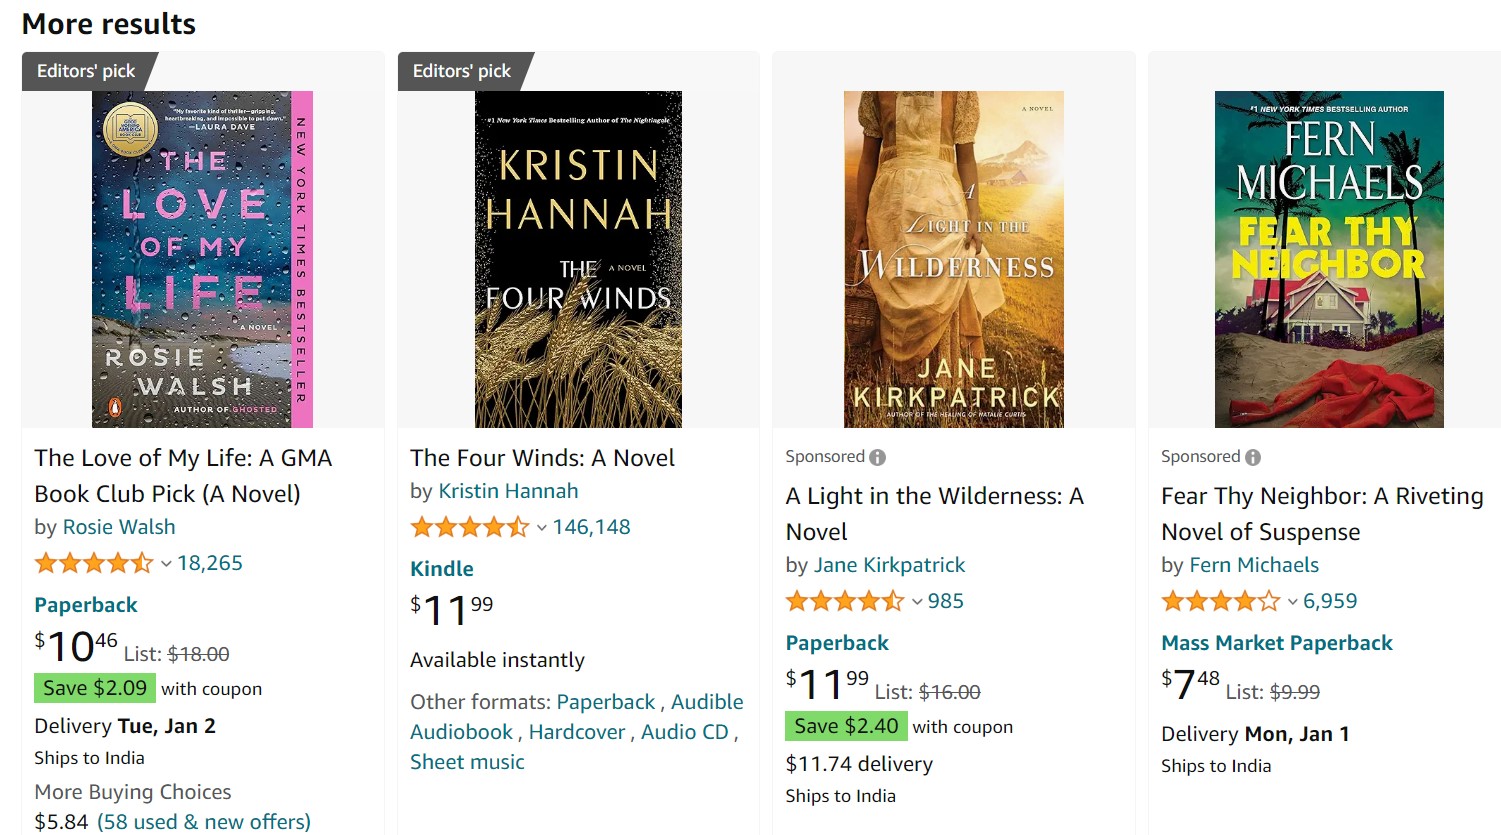 More results
Editors' pick
"My favorite kind of thriller—gripping,
heartbreaking, and impossible to put down."
—LAURA DAVE
GOOD
MORNING
AMERICA
BOOK CLUB
THE
LOVE
OF MY
LIFE
A NOVEL
ROSIE
WALSH
AUTHOR OF GHOSTED
NEW YORK TIMES BESTSELLER
The Love of My Life: A GMA
Book Club Pick (A Novel)
by Rosie Walsh
18,265
Paperback
$10.46 List: $18.00
Save $2.09 with coupon
Delivery Tue, Jan 2
Ships to India
More Buying Choices
$5.84 (58 used & new offers)
Editors' pick
#1 New York Times Bestselling Author of The Nightingale
KRISTIN
HANNAH
THE A NOVEL
FOUR WINDS
The Four Winds: A Novel
by Kristin Hannah
146,148
Kindle
$11.99
Available instantly
Other formats: Paperback , Audible
Audiobook , Hardcover , Audio CD ,
Sheet music
A NOVEL
A
LIGHT IN THE
WILDERNESS
JANE
KIRKPATRICK
AUTHOR OF THE HEALING OF NATALIE CURTIS
Sponsored
A Light in the Wilderness: A
Novel
by Jane Kirkpatrick
985
Paperback
$11.99 List: $16.00
Save $2.40 with coupon
$11.74 delivery
Ships to India
#1 NEW YORK TIMES BESTSELLING AUTHOR
FERN
MICHAELS
FEAR THY
NEIGHBOR
Sponsored
Fear Thy Neighbor: A Riveting
Novel of Suspense
by Fern Michaels
6,959
Mass Market Paperback
$7.48 List: $9.99
Delivery Mon, Jan 1
Ships to India